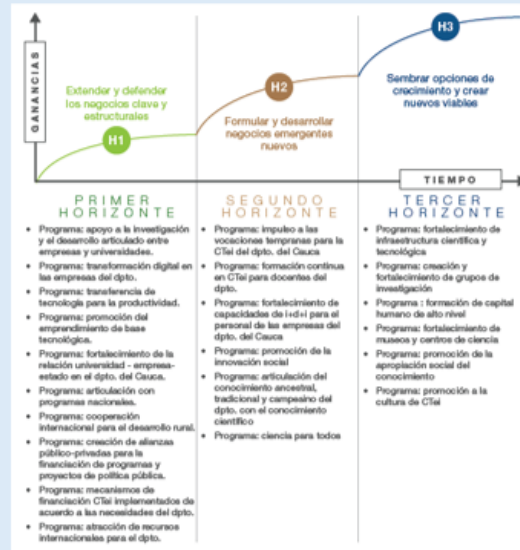 GANANCIAS
Extender y defender
los negocios clave y
estructurales
H1
H2
Formular y desarrollar
negocios emergentes
nuevos
H3
Sembrar opciones de
crecimiento y crear
nuevos viables
TIEMPO
PRIMER
HORIZONTE
• Programa: apoyo a la investigación
y el desarrollo articulado entre
empresas y universidades.
• Programa: transformación digital en
las empresas del dpto.
• Programa: transferencia de
tecnología para la productividad.
• Programa: promoción del
emprendimiento de base
tecnológica.
• Programa: fortalecimiento de la
relación universidad - empresa-
estado en el dpto. del Cauca.
• Programa: articulación con
programas nacionales.
• Programa: cooperación
internacional para el desarrollo rural.
• Programa: creación de alianzas
público-privadas para la
financiación de programas y
proyectos de política pública.
• Programa: mecanismos de
financiación CTeI implementados de
acuerdo a las necesidades del dpto.
• Programa: atracción de recursos
internacionales para el dpto.
SEGUNDO
HORIZONTE
• Programa: impulso a las
vocaciones tempranas para la
CTeI del dpto. del Cauca
• Programa: formación continua
en CTeI para docentes del
dpto.
• Programa: fortalecimiento de
capacidades de i+d+i para el
personal de las empresas del
dpto. del Cauca
• Programa: promoción de la
innovación social
• Programa: articulación del
conocimiento ancestral,
tradicional y campesino del
dpto. con el conocimiento
científico
• Programa: ciencia para todos
TERCER
HORIZONTE
• Programa: fortalecimiento de
infraestructura científica y
tecnológica
• Programa: creación y
fortalecimiento de grupos de
investigación
• Programa : formación de capital
humano de alto nivel
• Programa: fortalecimiento de
museos y centros de ciencia
• Programa: promoción de la
apropiación social del
conocimiento
• Programa: promoción a la
cultura de CTeI